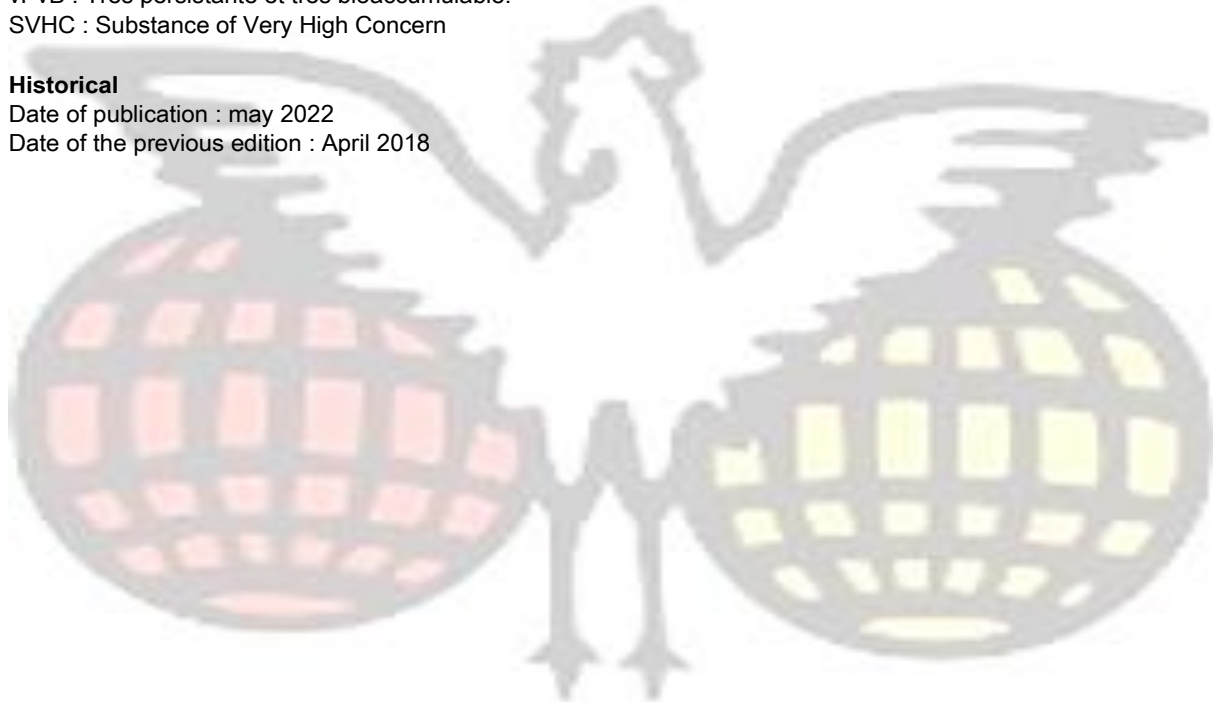 vPvB : Très persistante et très bioaccumulable.
SVHC : Substance of Very High Concern
Historical
Date of publication : may 2022
Date of the previous edition : April 2018